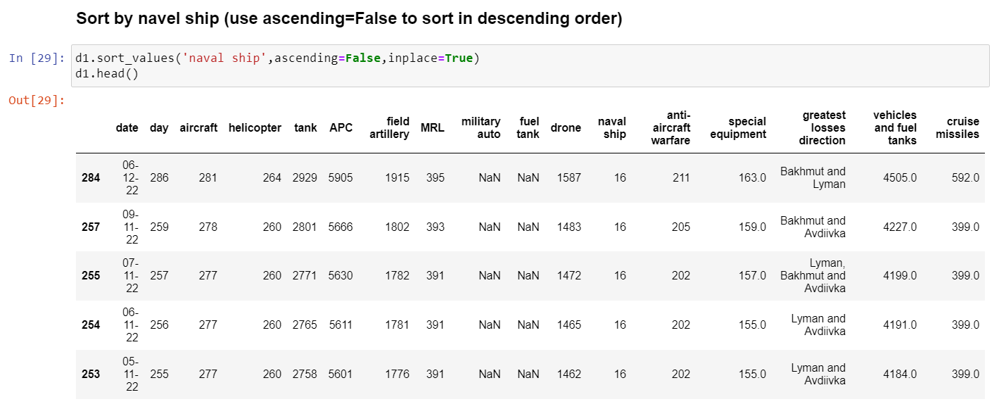 Sort by navel ship (use ascending=False to sort in descending order)
In [29]: d1.sort_values('naval ship',ascending=False,inplace=True)
d1.head()
Out[29]:
date day aircraft helicopter tank APC field artillery MRL military auto fuel tank drone naval ship anti-aircraft warfare special equipment greatest losses direction vehicles and fuel tanks cruise missiles
284 06-12-22 286 281 264 2929 5905 1915 395 NaN NaN 1587 16 211 163.0 Bakhmut and Lyman 4505.0 592.0
257 09-11-22 259 278 260 2801 5666 1802 393 NaN NaN 1483 16 205 159.0 Bakhmut and Avdiivka 4227.0 399.0
255 07-11-22 257 277 260 2771 5630 1782 391 NaN NaN 1472 16 202 157.0 Lyman, Bakhmut and Avdiivka 4199.0 399.0
254 06-11-22 256 277 260 2765 5611 1781 391 NaN NaN 1465 16 202 155.0 Lyman and Avdiivka 4191.0 399.0
253 05-11-22 255 277 260 2758 5601 1776 391 NaN NaN 1462 16 202 155.0 Lyman and Avdiivka 4184.0 399.0